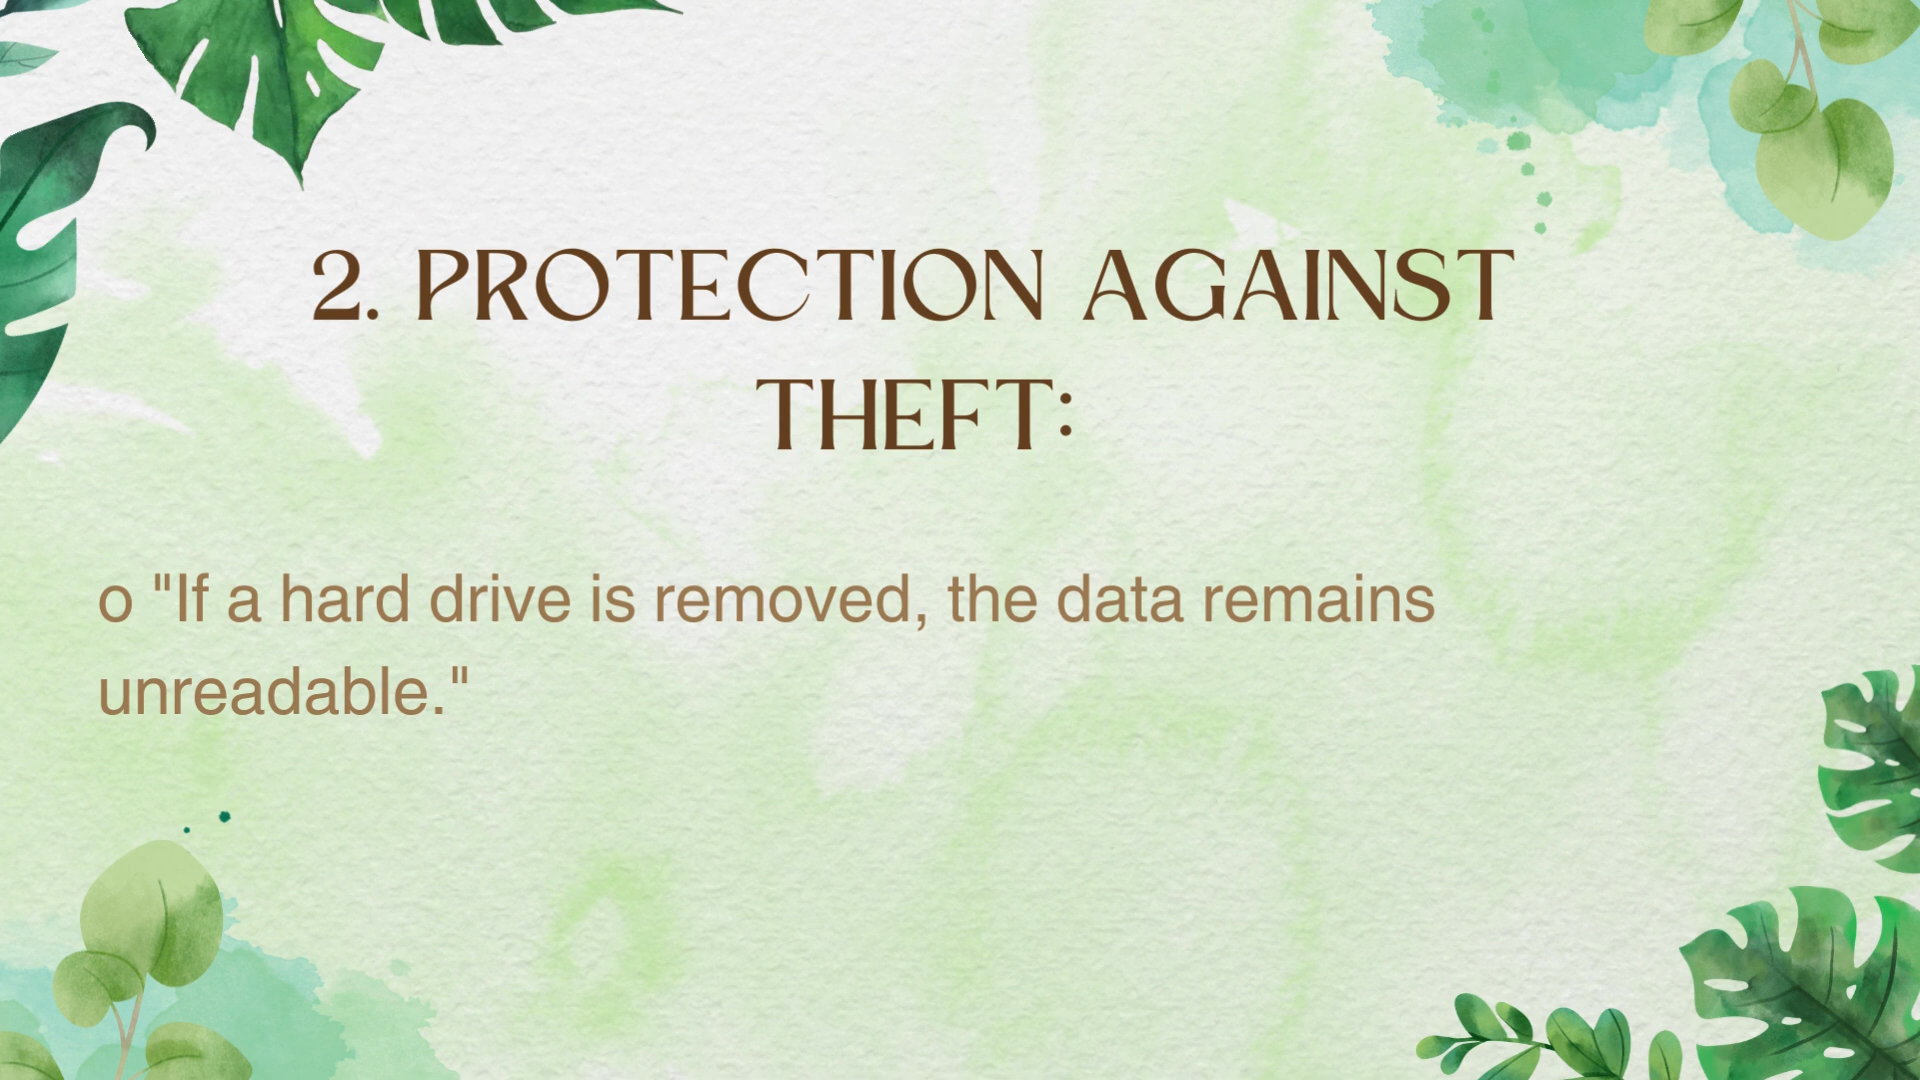 2. PROTECTION AGAINST
THEFT:
o "If a hard drive is removed, the data remains
unreadable."